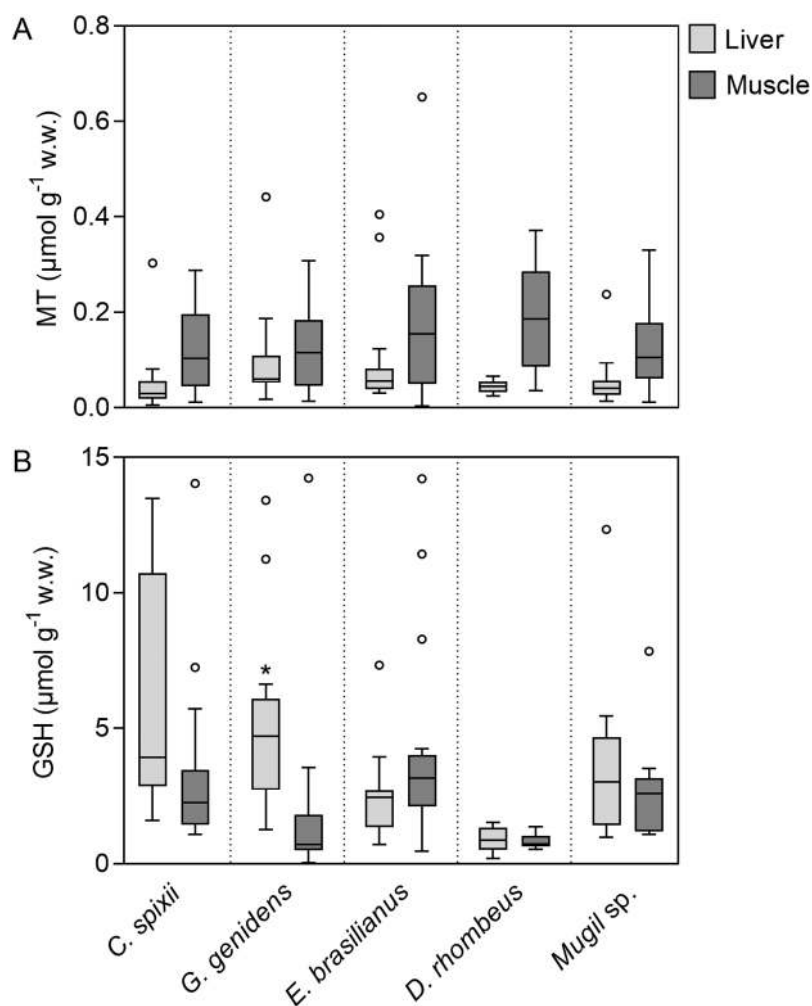 A
0.8
0.6
0.4
0.2
0.0
MT (µmol g⁻¹ w.w.)
Liver
Muscle
B
15
10
5
0
GSH (µmol g⁻¹ w.w.)
*
C. spixii
G. genidens
E. brasilianus
D. rhombeus
Mugil sp.